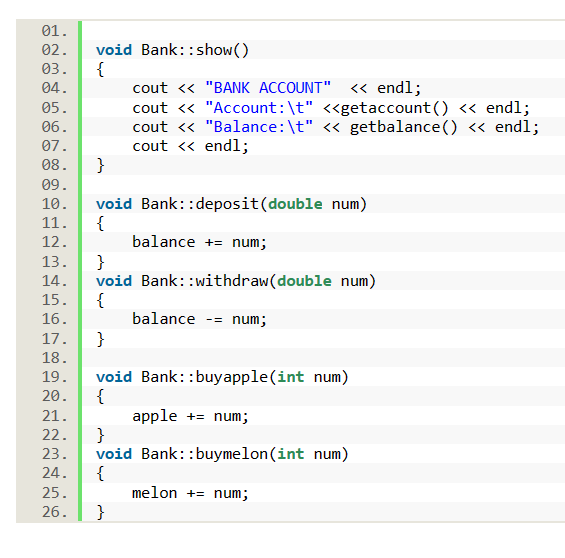 01.
02. void Bank::show()
03. {
04. cout << "BANK ACCOUNT"  << endl;
05. cout << "Account:\t" <<getaccount() << endl;
06. cout << "Balance:\t" << getbalance() << endl;
07. cout << endl;
08. }
09.
10. void Bank::deposit(double num)
11. {
12. balance += num;
13. }
14. void Bank::withdraw(double num)
15. {
16. balance -= num;
17. }
18.
19. void Bank::buyapple(int num)
20. {
21. apple += num;
22. }
23. void Bank::buymelon(int num)
24. {
25. melon += num;
26. }